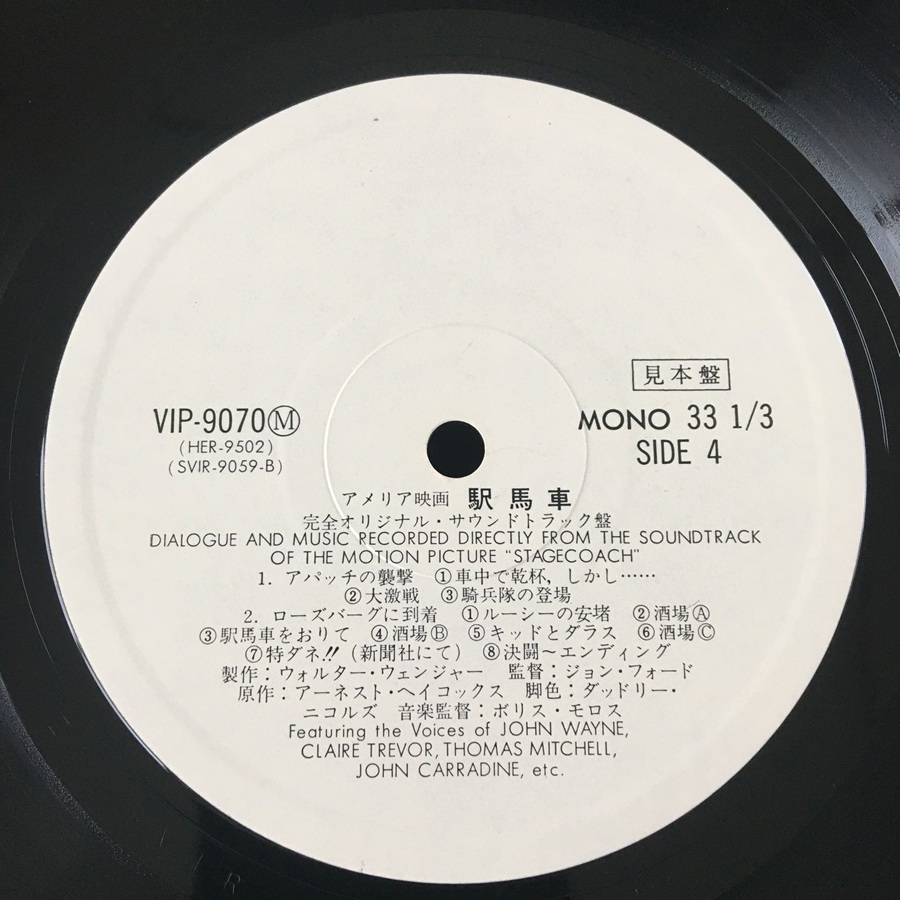 見本盤
VIP-9070Ⓜ MONO 33 1/3
(HER-9502) SIDE 4
(SVIR-9059-B)
アメリア映画 駅馬車
完全オリジナル・サウンドトラック盤
DIALOGUE AND MUSIC RECORDED DIRECTLY FROM THE SOUNDTRACK
OF THE MOTION PICTURE "STAGECOACH"
1. アパッチの襲撃 ①車中で乾杯，しかし……
②大激戦 ③騎兵隊の登場
2. ローズバーグに到着 ①ルーシーの安堵 ②酒場Ⓐ
③駅馬車をおりて ④酒場Ⓑ ⑤キッドとダラス ⑥酒場Ⓒ
⑦特ダネ!!(新聞社にて) ⑧決闘〜エンディング
製作：ウォルター・ウェンジャー 監督：ジョン・フォード
原作：アーネスト・ヘイコックス 脚色：ダッドリー・
ニコルズ 音楽監督：ボリス・モロス
Featuring the Voices of JOHN WAYNE,
CLAIRE TREVOR, THOMAS MITCHELL,
JOHN CARRADINE, etc.
R